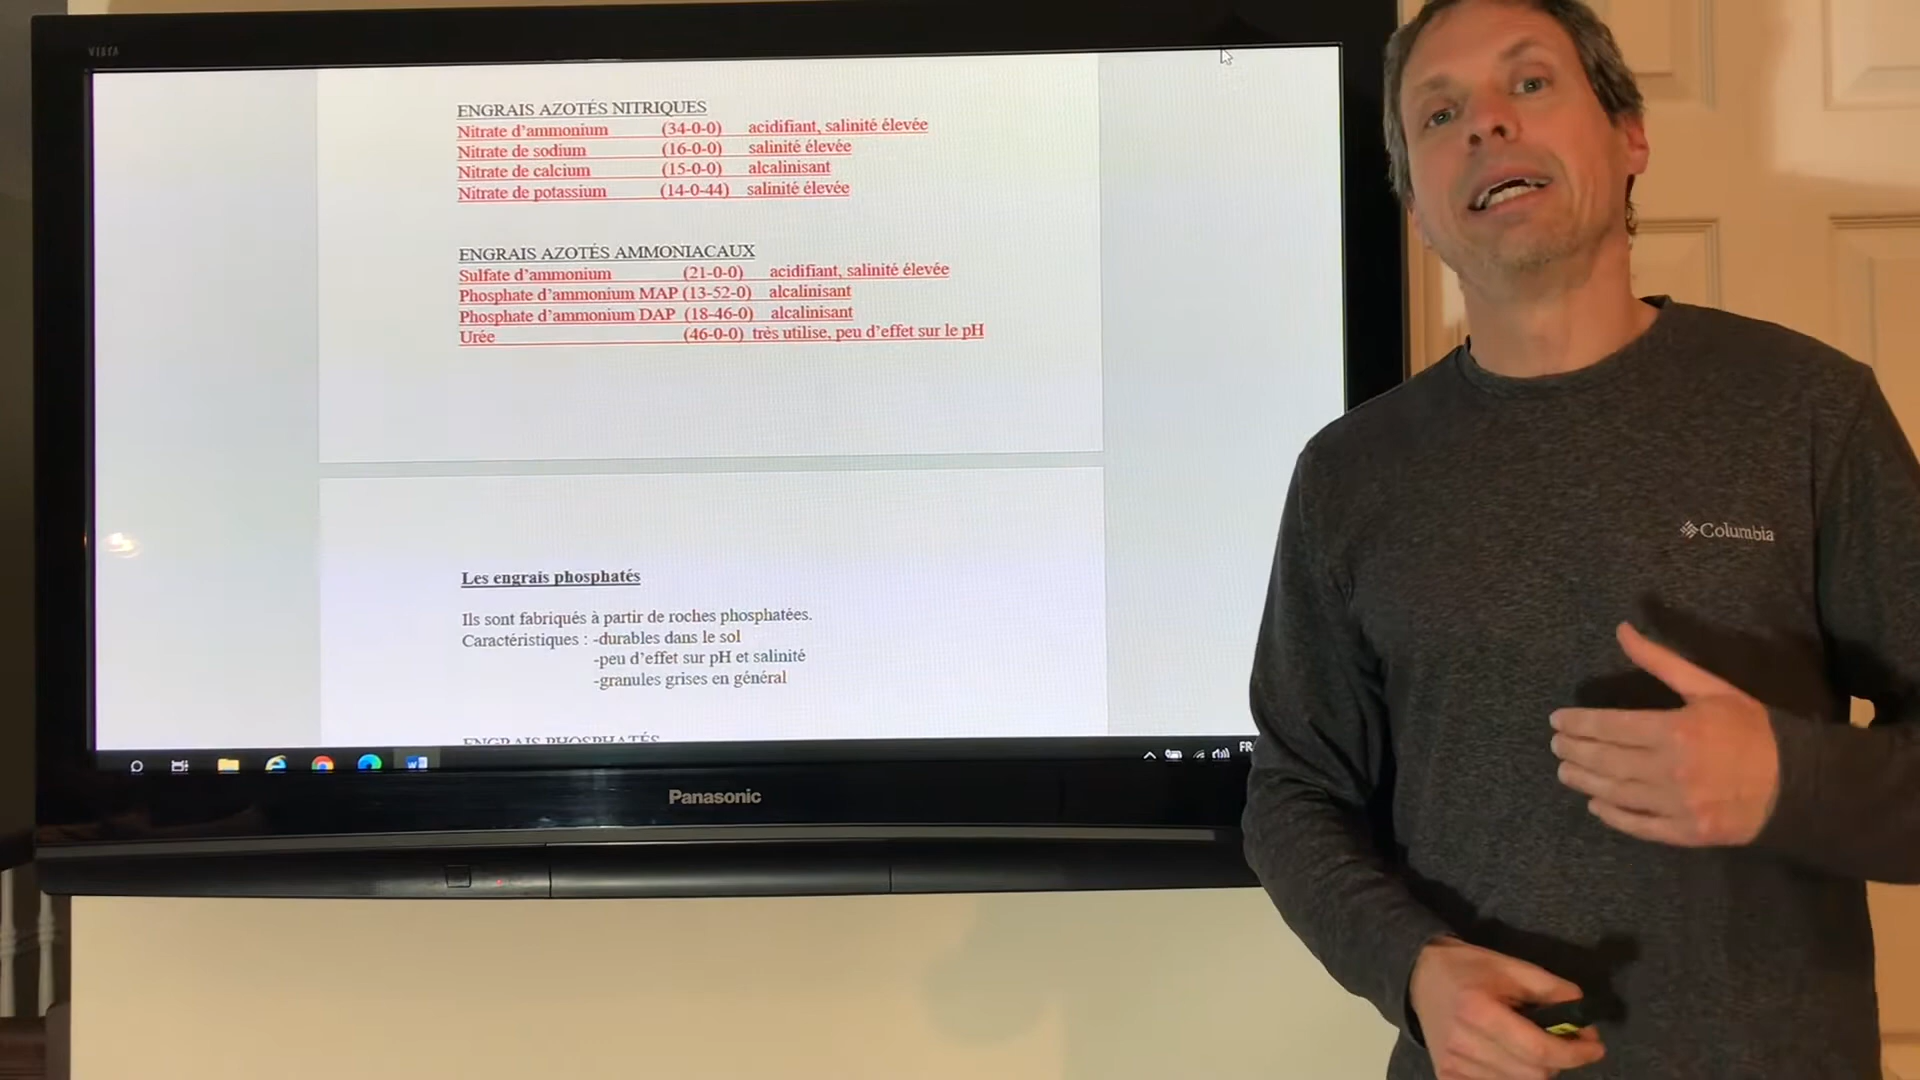 VIERA
ENGRAIS AZOTÉS NITRIQUES
Nitrate d'ammonium (34-0-0) acidifiant, salinité élevée
Nitrate de sodium (16-0-0) salinité élevée
Nitrate de calcium (15-0-0) alcalinisant
Nitrate de potassium (14-0-44) salinité élevée
ENGRAIS AZOTÉS AMMONIACAUX
Sulfate d'ammonium (21-0-0) acidifiant, salinité élevée
Phosphate d'ammonium MAP (13-52-0) alcalinisant
Phosphate d'ammonium DAP (18-46-0) alcalinisant
Urée (46-0-0) très utilise, peu d'effet sur le pH
Les engrais phosphatés
Ils sont fabriqués à partir de roches phosphatées.
Caractéristiques : -durables dans le sol
-peu d'effet sur pH et salinité
-granules grises en général
ENGRAIS PHOSPHATÉS
FR
Panasonic
Columbia